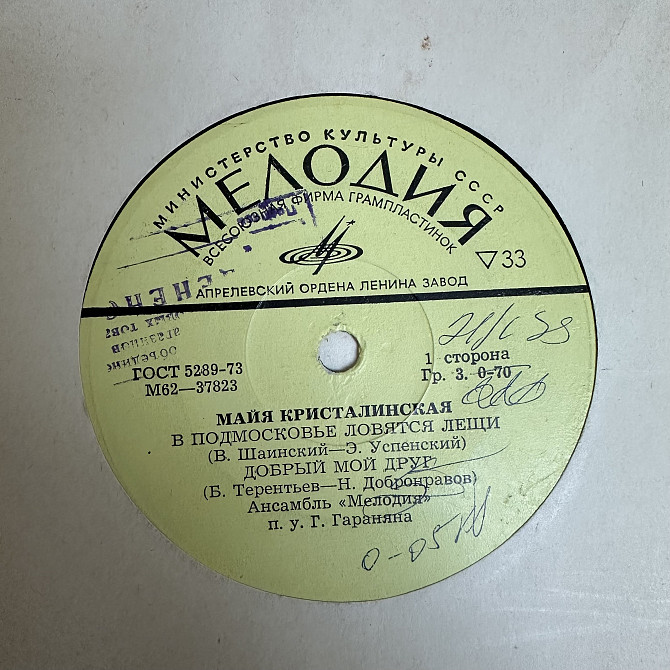 МИНИСТЕРСТВО КУЛЬТУРЫ СССР
МЕЛОДИЯ
ВСЕСОЮЗНАЯ ФИРМА ГРАМПЛАСТИНОК
33
АПРЕЛЕВСКИЙ ОРДЕНА ЛЕНИНА ЗАВОД
ГОСТ 5289-73
М62—37823
1 сторона
Гр. 3. 0-70
МАЙЯ КРИСТАЛИНСКАЯ
В ПОДМОСКОВЬЕ ЛОВЯТСЯ ЛЕЩИ
(В. Шаинский—Э. Успенский)
ДОБРЫЙ МОЙ ДРУГ
(Б. Терентьев—Н. Добронравов)
Ансамбль «Мелодия»
п. у. Г. Гараняна